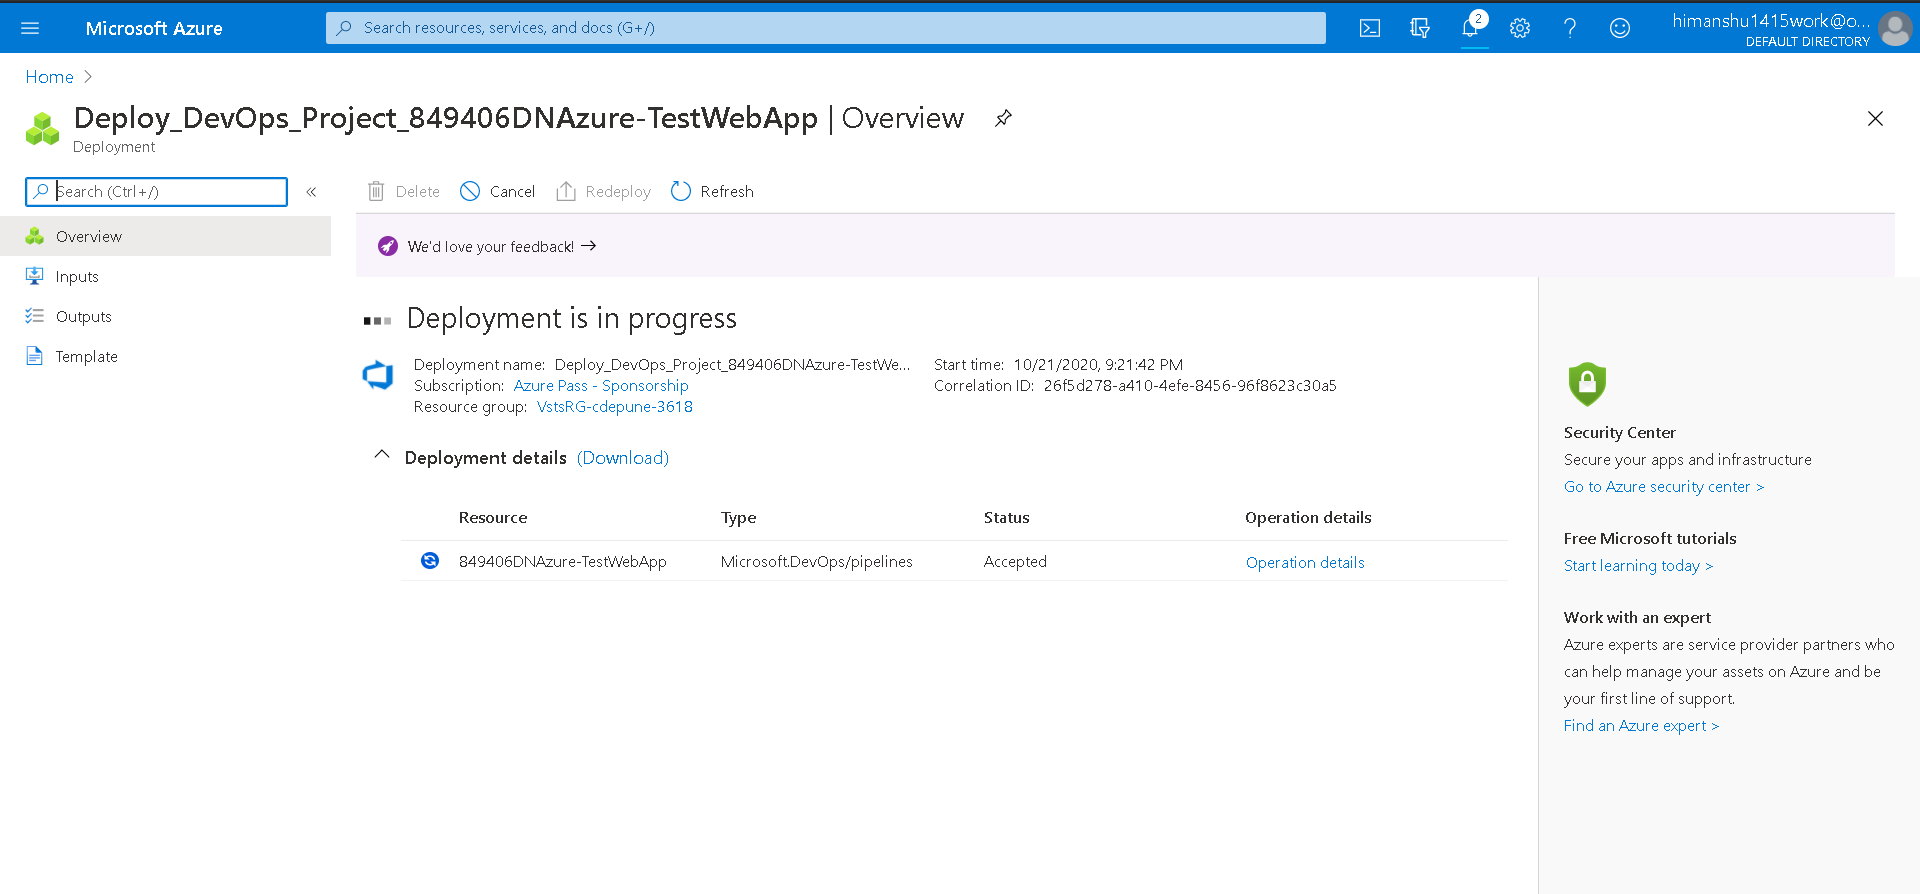 Microsoft Azure
Search resources, services, and docs (G+/)
2
himanshu1415work@o...
DEFAULT DIRECTORY
Home
Deploy_DevOps_Project_849406DNAzure-TestWebApp | Overview
Deployment
Search (Ctrl+/)
«
Delete
Cancel
Redeploy
Refresh
Overview
Inputs
Outputs
Template
We'd love your feedback! →
Deployment is in progress
Deployment name: Deploy_DevOps_Project_849406DNAzure-TestWe...
Subscription: Azure Pass - Sponsorship
Resource group: VstsRG-cdepune-3618
Start time: 10/21/2020, 9:21:42 PM
Correlation ID: 26f5d278-a410-4efe-8456-96f8623c30a5
Deployment details (Download)
Resource Type Status Operation details
849406DNAzure-TestWebApp Microsoft.DevOps/pipelines Accepted Operation details
Security Center
Secure your apps and infrastructure
Go to Azure security center >
Free Microsoft tutorials
Start learning today >
Work with an expert
Azure experts are service provider partners who
can help manage your assets on Azure and be
your first line of support.
Find an Azure expert >